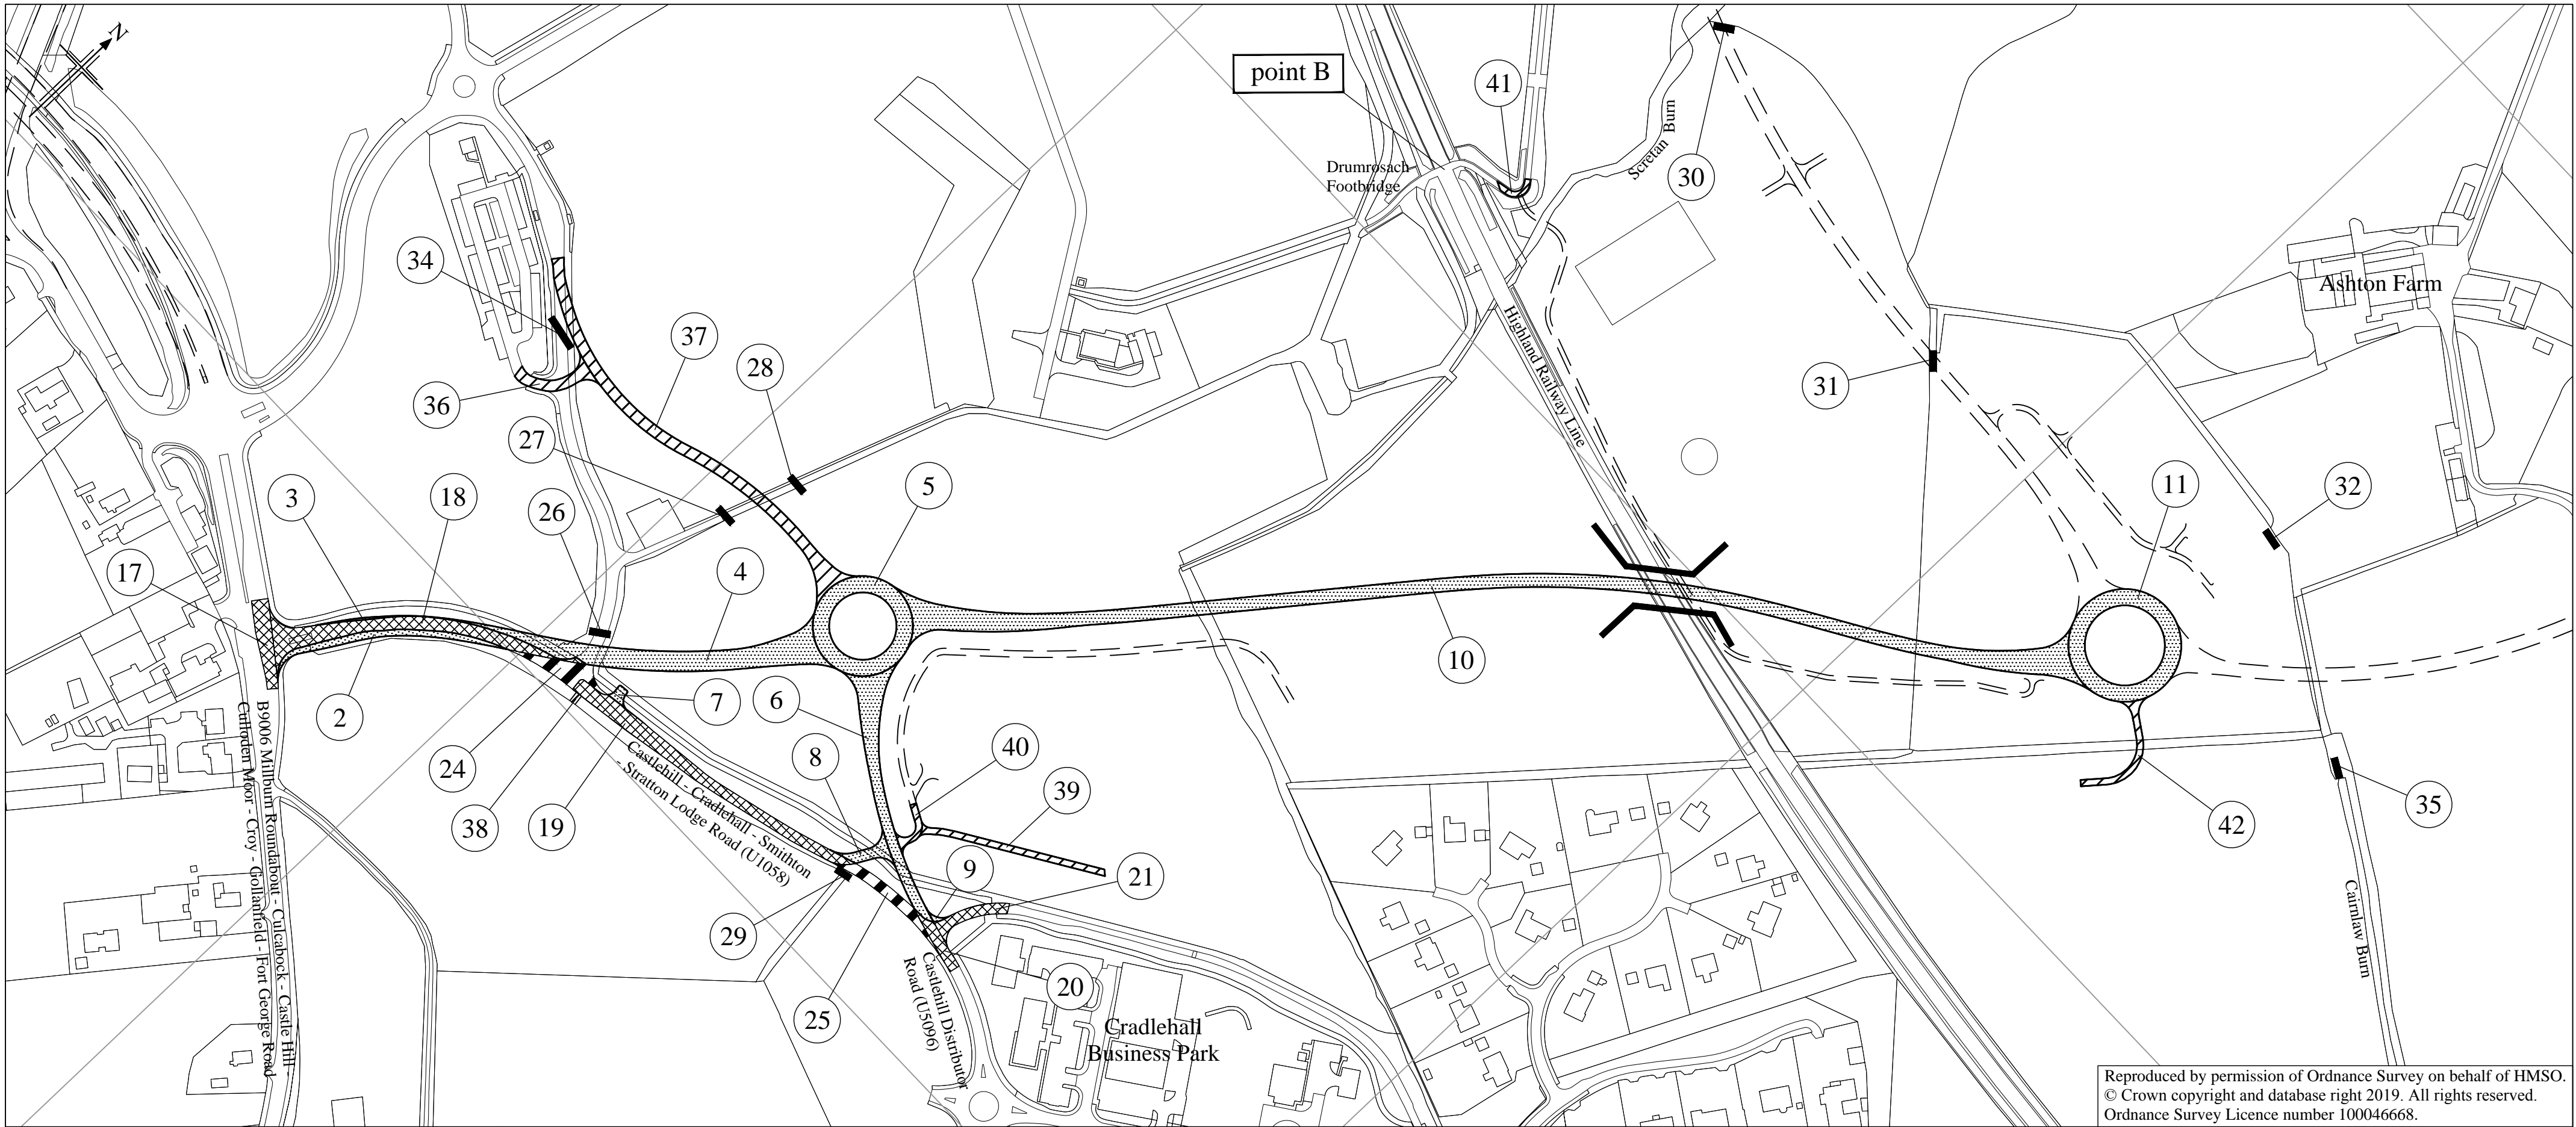 N
point B
41
Drumrosach
Footbridge
Scretan Burn
30
34
37
28
36
27
Highland Railway Line
31
Ashton Farm
3
18
26
5
11
32
17
4
10
2
7
6
24
8
40
39
38
19
Castlehill - Cradlehall - Smithton
- Stratton Lodge Road (U1058)
42
35
B9006 Millburn Roundabout - Culcabock - Castle Hill -
Culloden Moor - Croy - Gollanfield - Fort George Road
9
21
29
25
20
Castlehill Distributor
Road (U5096)
Cradlehall
Business Park
Cairnlaw Burn
Reproduced by permission of Ordnance Survey on behalf of HMSO.
© Crown copyright and database right 2019. All rights reserved.
Ordnance Survey Licence number 100046668.